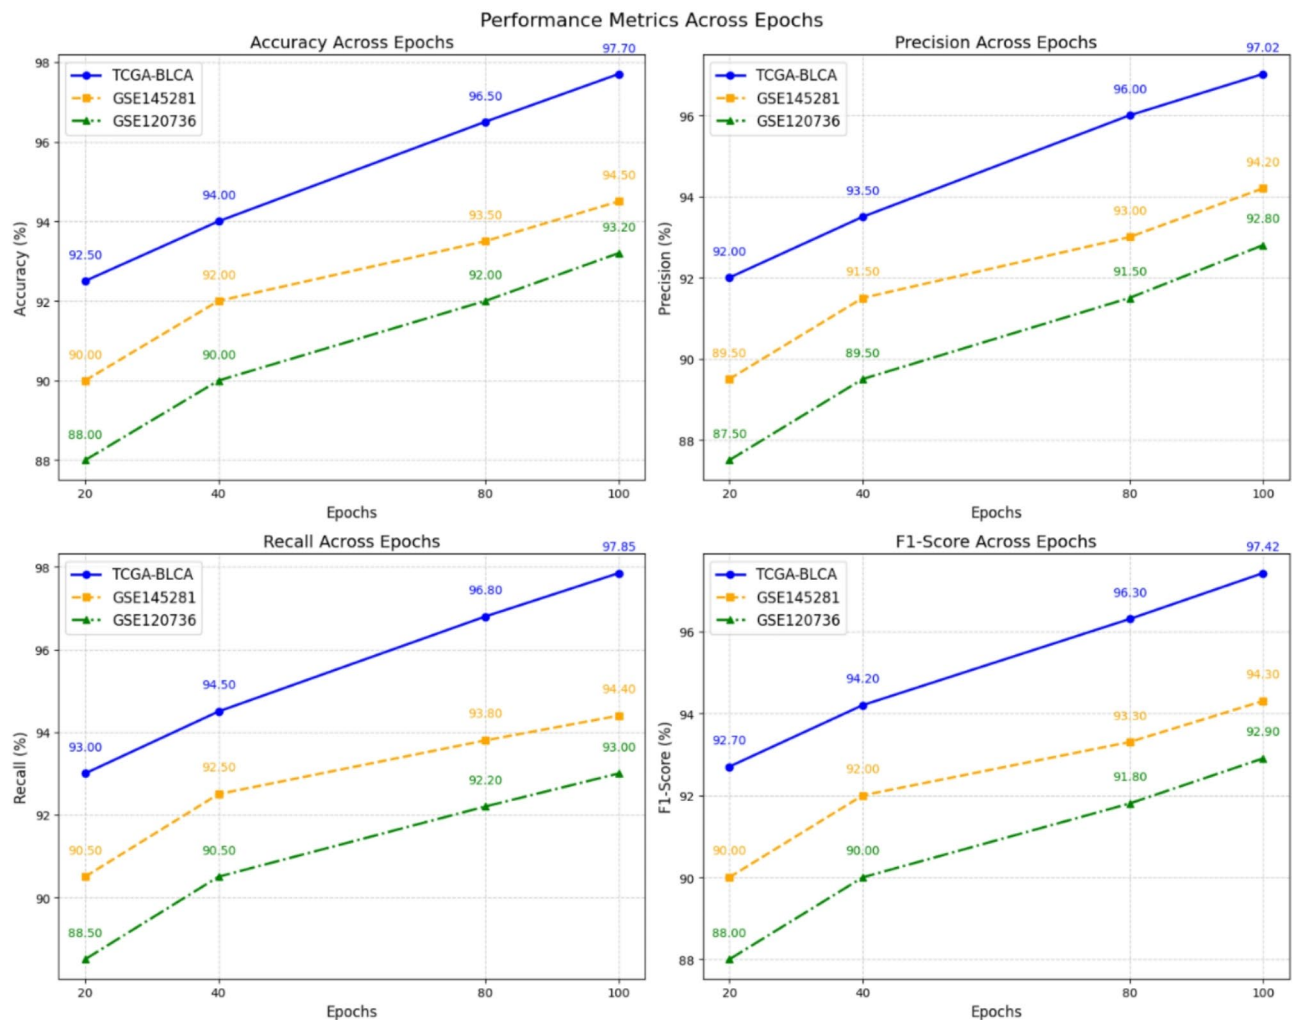 Performance Metrics Across Epochs
Accuracy Across Epochs
97.70
98
TCGA-BLCA
GSE145281
GSE120736
96.50
96
94.50
94.00
94
93.50
93.20
92.50
92.00
92.00
92
90.00
90.00
90
88.00
88
Accuracy (%)
20 40 80 100
Epochs
Precision Across Epochs
97.02
TCGA-BLCA
GSE145281
GSE120736
96.00
96
94.20
93.50
94
93.00
92.80
92.00
92
91.50
91.50
90
89.50
89.50
88
87.50
Precision (%)
20 40 80 100
Epochs
Recall Across Epochs
97.85
98
TCGA-BLCA
GSE145281
GSE120736
96.80
96
94.50
94.40
94
93.80
93.00
93.00
92.50
92.20
92
90.50
90.50
90
88.50
Recall (%)
20 40 80 100
Epochs
F1-Score Across Epochs
97.42
TCGA-BLCA
GSE145281
GSE120736
96.30
96
94.30
94.20
94
93.30
92.90
92.70
92.00
91.80
92
90.00
90.00
90
88.00
88
F1-Score (%)
20 40 80 100
Epochs